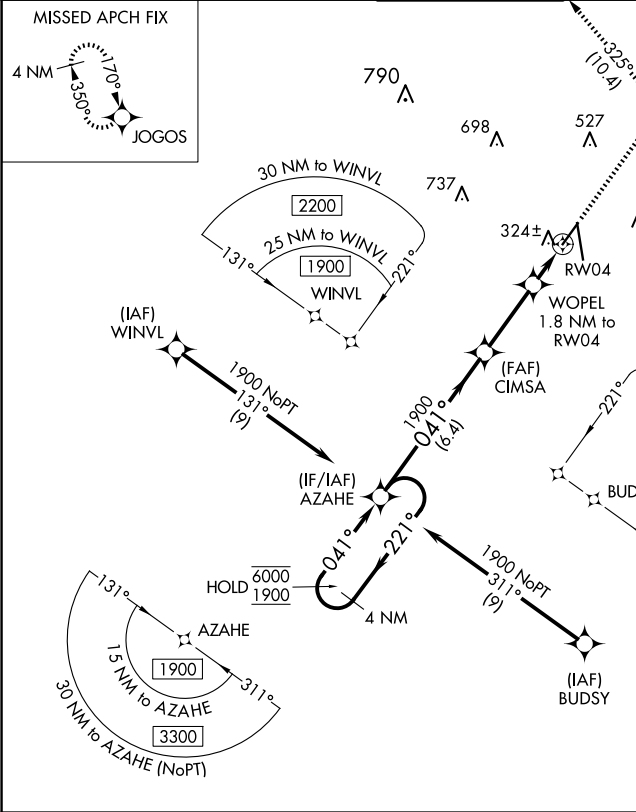 MISSED APCH FIX
4 NM
170°
350°
JOGOS
325°
(10.4)
790
698
527
737
324±
RW04
30 NM to WINVL
2200
25 NM to WINVL
1900
131°
221°
WINVL
WOPEL
1.8 NM to
RW04
(IAF)
WINVL
1900 NoPT
131°
(9)
(FAF)
CIMSA
1900
041°
(6.4)
221°
BUD
(IF/IAF)
AZAHE
041°
221°
HOLD
6000
1900
4 NM
1900 NoPT
311°
(9)
(IAF)
BUDSY
131°
AZAHE
1900
311°
15 NM to AZAHE
3300
30 NM to AZAHE (NoPT)